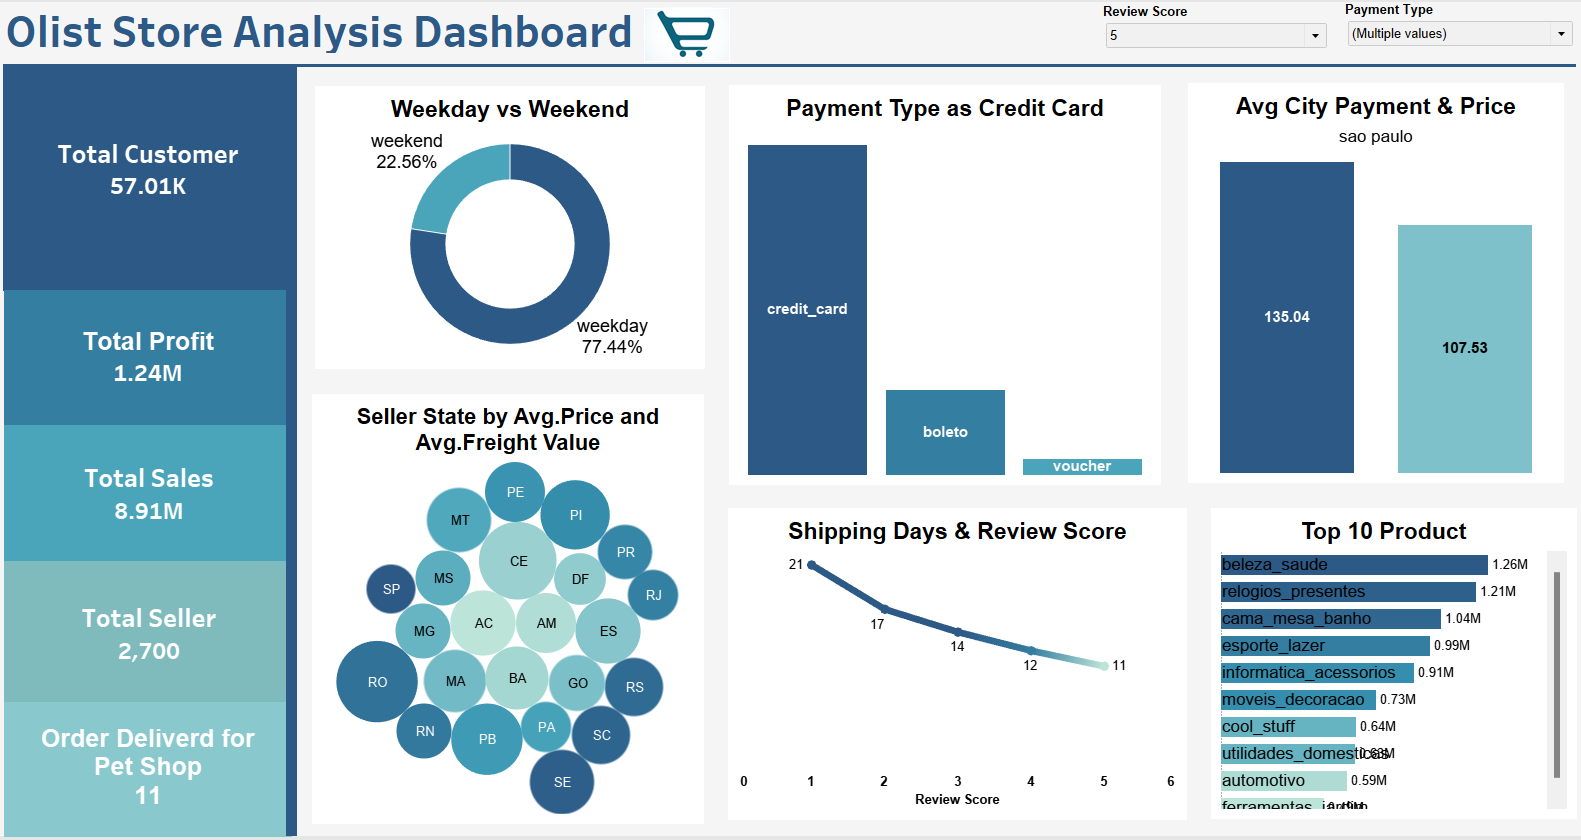 Olist Store Analysis Dashboard
Review Score
5
Payment Type
(Multiple values)
Total Customer
57.01K
Total Profit
1.24M
Total Sales
8.91M
Total Seller
2,700
Order Deliverd for
Pet Shop
11
Weekday vs Weekend
weekend
22.56%
weekday
77.44%
Seller State by Avg.Price and
Avg.Freight Value
PE
MT
PI
PR
CE
DF
MS
SP
RJ
AC
AM
MG
ES
RO
MA
BA
GO
RS
RN
PB
PA
SC
SE
Payment Type as Credit Card
credit_card
boleto
voucher
Avg City Payment & Price
sao paulo
135.04
107.53
Shipping Days & Review Score
21
17
14
12
11
0 1 2 3 4 5 6
Review Score
Top 10 Product
beleza_saude 1.26M
relogios_presentes 1.21M
cama_mesa_banho 1.04M
esporte_lazer 0.99M
informatica_acessorios 0.91M
moveis_decoracao 0.73M
cool_stuff 0.64M
utilidades_domesticas 0.63M
automotivo 0.59M
ferramentas_jardim